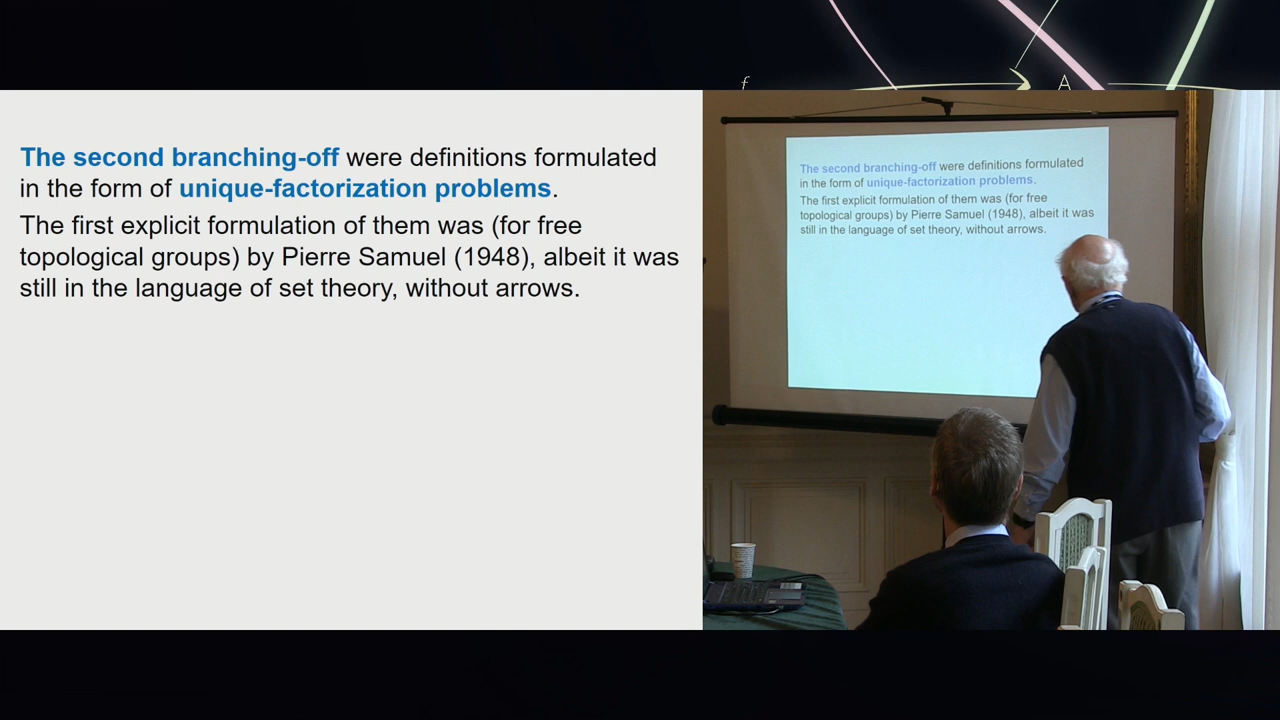 f
A
The second branching-off were definitions formulated
in the form of unique-factorization problems.
The first explicit formulation of them was (for free
topological groups) by Pierre Samuel (1948), albeit it was
still in the language of set theory, without arrows.
The second branching-off were definitions formulated
in the form of unique-factorization problems.
The first explicit formulation of them was (for free
topological groups) by Pierre Samuel (1948), albeit it was
still in the language of set theory, without arrows.